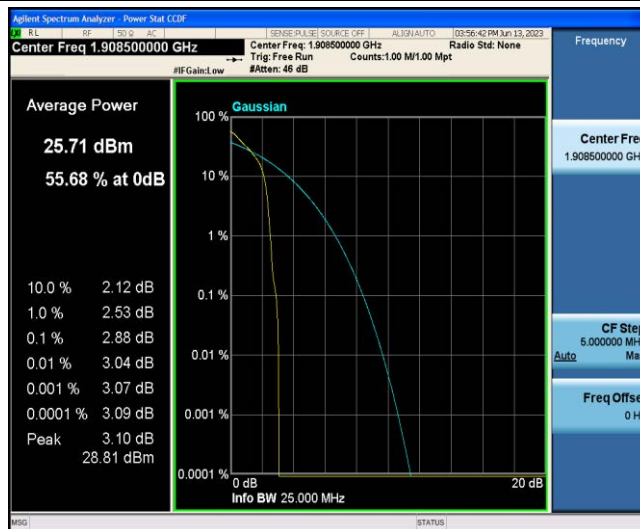 Agilent Spectrum Analyzer - Power Stat CCDF
RL RF 50 Ω AC SENSE:PULSE SOURCE OFF ALIGNAUTO 03:56:42 PM Jun 13, 2023
Center Freq 1.908500000 GHz
Center Freq: 1.908500000 GHz Radio Std: None
Trig: Free Run Counts:1.00 M/1.00 Mpt
#IFGain:Low #Atten: 46 dB
Frequency
Average Power
25.71 dBm
55.68 % at 0dB
10.0 % 2.12 dB
1.0 % 2.53 dB
0.1 % 2.88 dB
0.01 % 3.04 dB
0.001 % 3.07 dB
0.0001 % 3.09 dB
Peak 3.10 dB
28.81 dBm
Gaussian
100 %
10 %
1 %
0.1 %
0.01 %
0.001 %
0.0001 %
0 dB 20 dB
Info BW 25.000 MHz
Center Fre
1.908500000 GH
CF Step
5.000000 MH
Auto Ma
Freq Offse
0 H
MSG STATUS